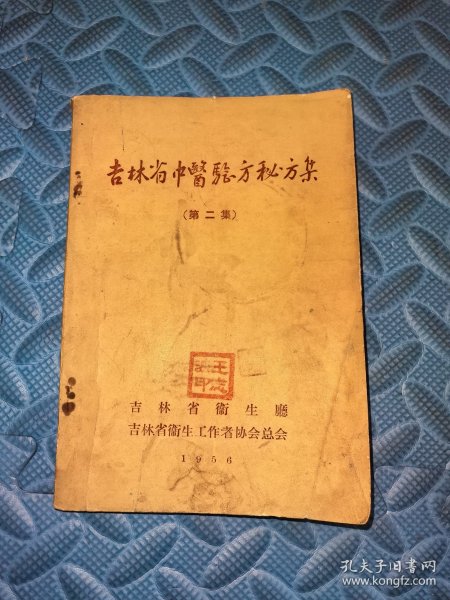 吉林省中醫驗方秘方集
(第二集)
吉林省衞生廳
吉林省衞生工作者协会总会
1956
孔夫子旧书网
www.kongfz.com